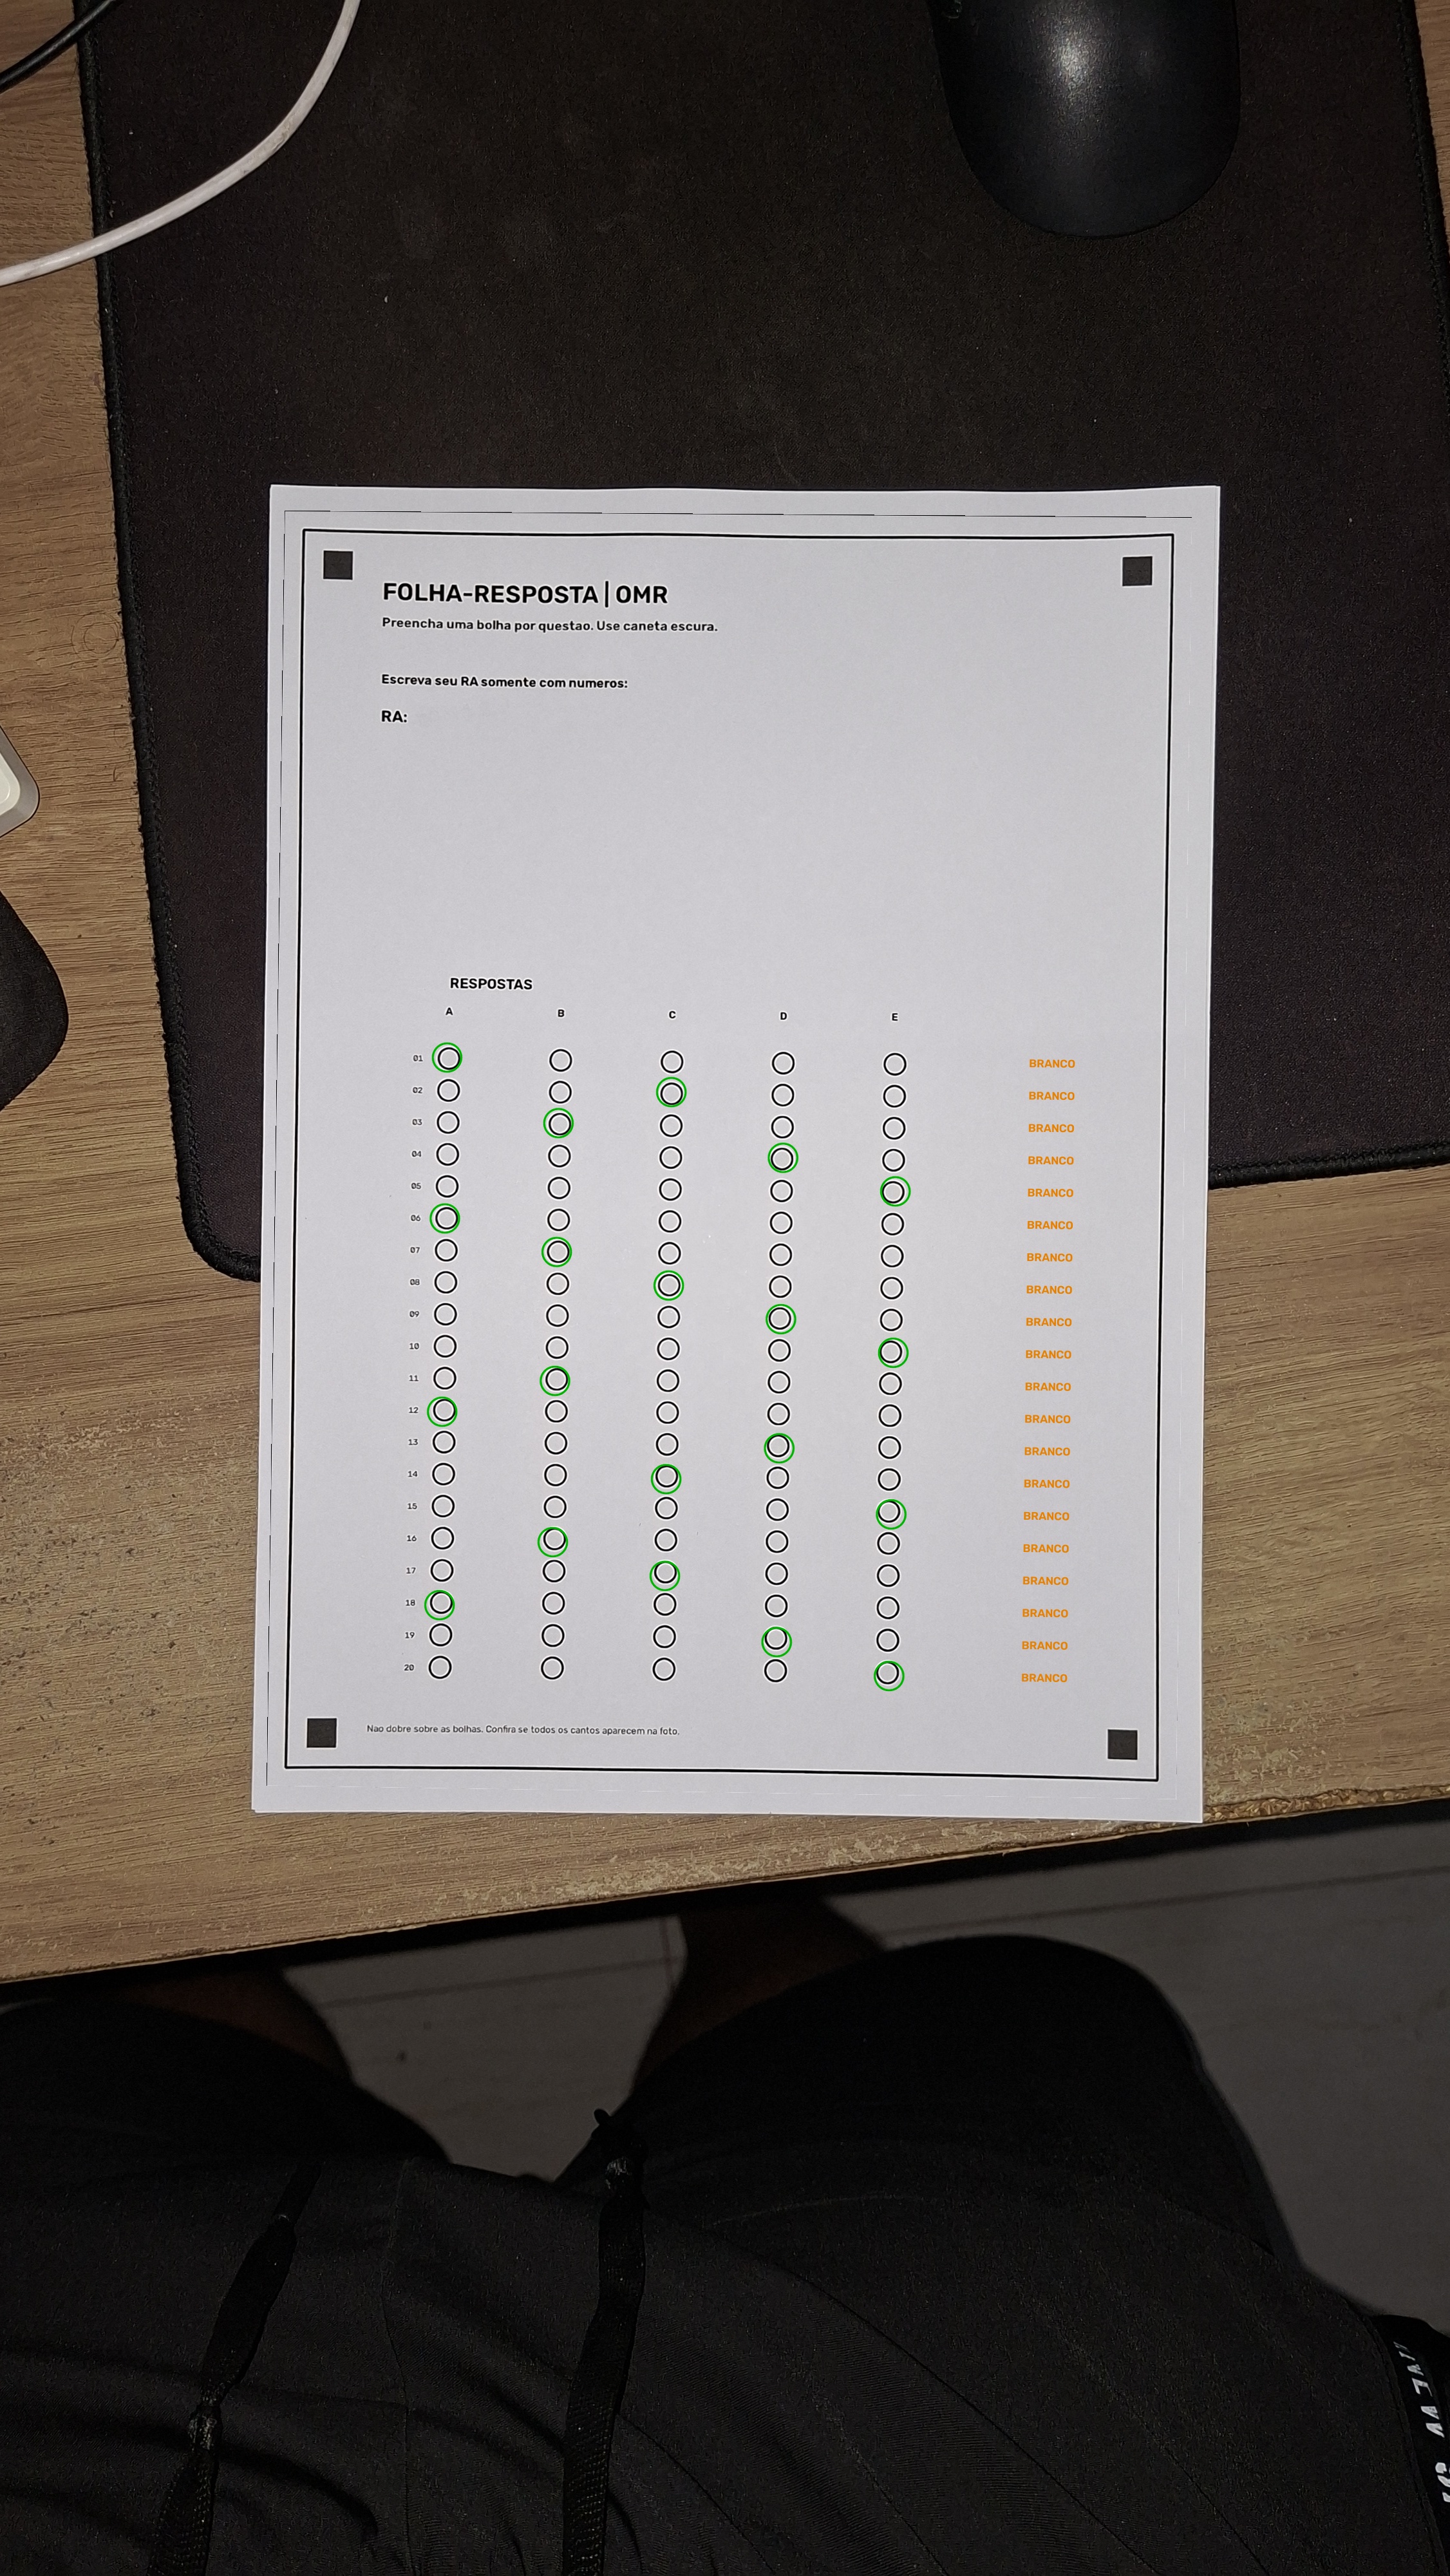 FOLHA-RESPOSTA | OMR
Preencha uma bolha por questao. Use caneta escura.
Escreva seu RA somente com numeros:
RA:
RESPOSTAS
A B C D E
01 BRANCO
02 BRANCO
03 BRANCO
04 BRANCO
05 BRANCO
06 BRANCO
07 BRANCO
08 BRANCO
09 BRANCO
10 BRANCO
11 BRANCO
12 BRANCO
13 BRANCO
14 BRANCO
15 BRANCO
16 BRANCO
17 BRANCO
18 BRANCO
19 BRANCO
20 BRANCO
Nao dobre sobre as bolhas. Confira se todos os cantos aparecem na foto.